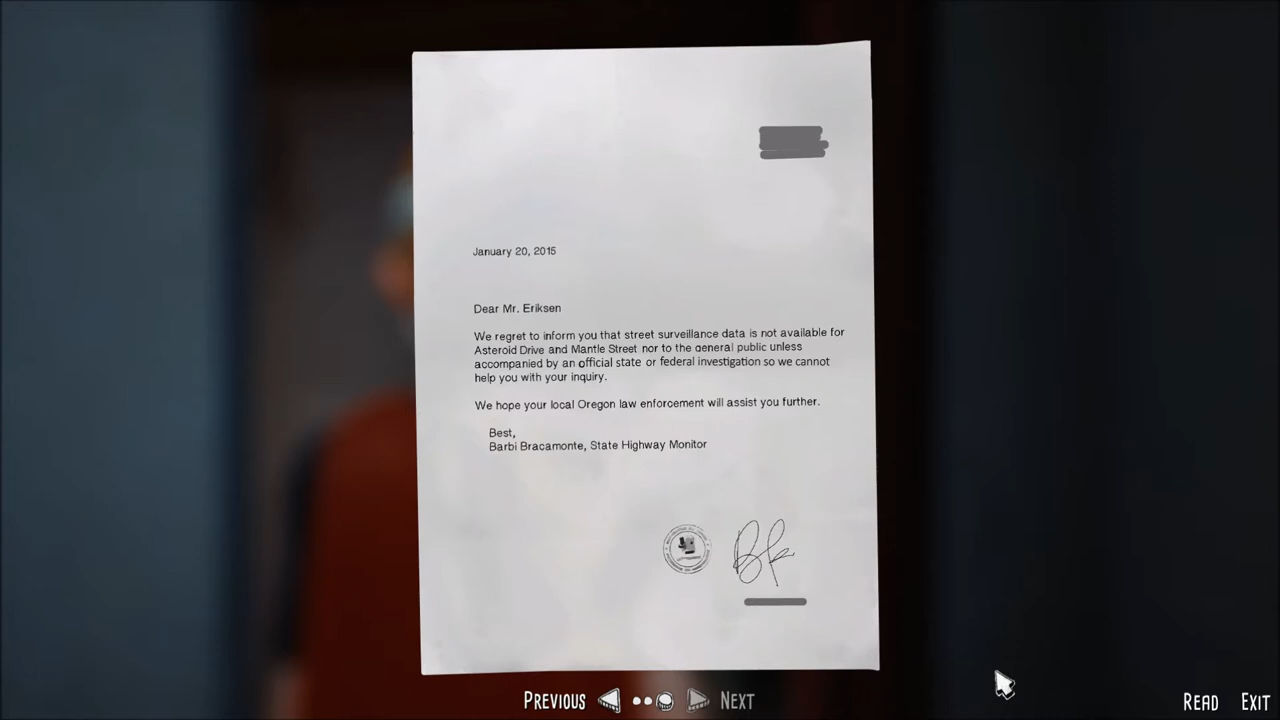 January 20, 2015
Dear Mr. Eriksen
We regret to inform you that street surveillance data is not available for
Asteroid Drive and Mantle Street nor to the general public unless
accompanied by an official state or federal investigation so we cannot
help you with your inquiry.
We hope your local Oregon law enforcement will assist you further.
Best,
Barbi Bracamonte, State Highway Monitor
PREVIOUS
NEXT
READ
EXIT